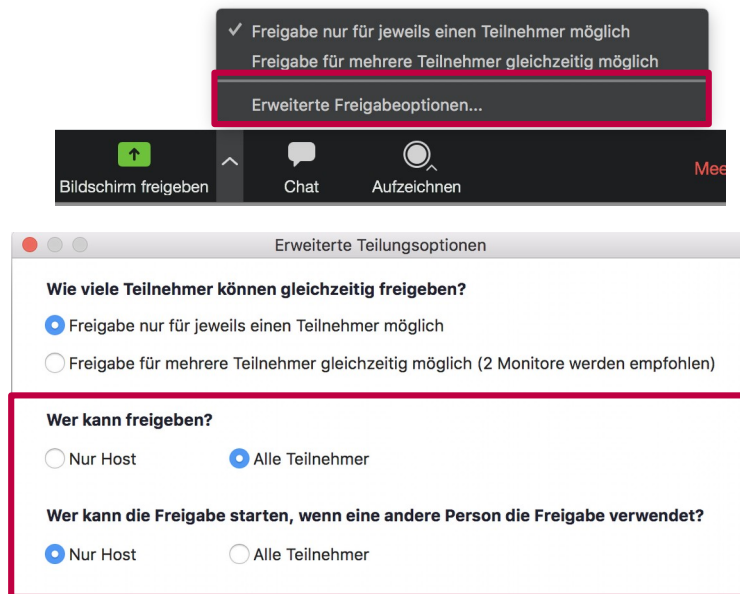 ✓ Freigabe nur für jeweils einen Teilnehmer möglich
Freigabe für mehrere Teilnehmer gleichzeitig möglich
Erweiterte Freigabeoptionen...
Bildschirm freigeben Chat Aufzeichnen Mee
Erweiterte Teilungsoptionen
Wie viele Teilnehmer können gleichzeitig freigeben?
Freigabe nur für jeweils einen Teilnehmer möglich
Freigabe für mehrere Teilnehmer gleichzeitig möglich (2 Monitore werden empfohlen)
Wer kann freigeben?
Nur Host Alle Teilnehmer
Wer kann die Freigabe starten, wenn eine andere Person die Freigabe verwendet?
Nur Host Alle Teilnehmer